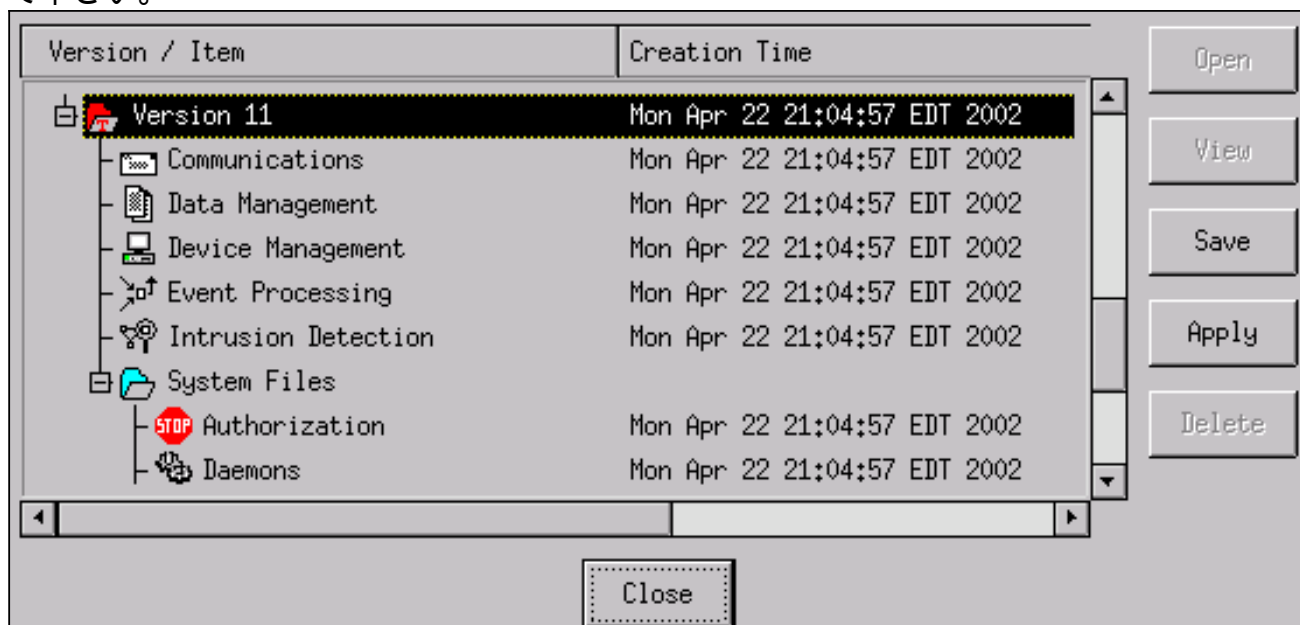 て下さい。
Version / Item Creation Time
Open
Version 11 Mon Apr 22 21:04:57 EDT 2002
Communications Mon Apr 22 21:04:57 EDT 2002
View
Data Management Mon Apr 22 21:04:57 EDT 2002
Device Management Mon Apr 22 21:04:57 EDT 2002
Save
Event Processing Mon Apr 22 21:04:57 EDT 2002
Intrusion Detection Mon Apr 22 21:04:57 EDT 2002
Apply
System Files
STOP Authorization Mon Apr 22 21:04:57 EDT 2002
Delete
Daemons Mon Apr 22 21:04:57 EDT 2002
Close